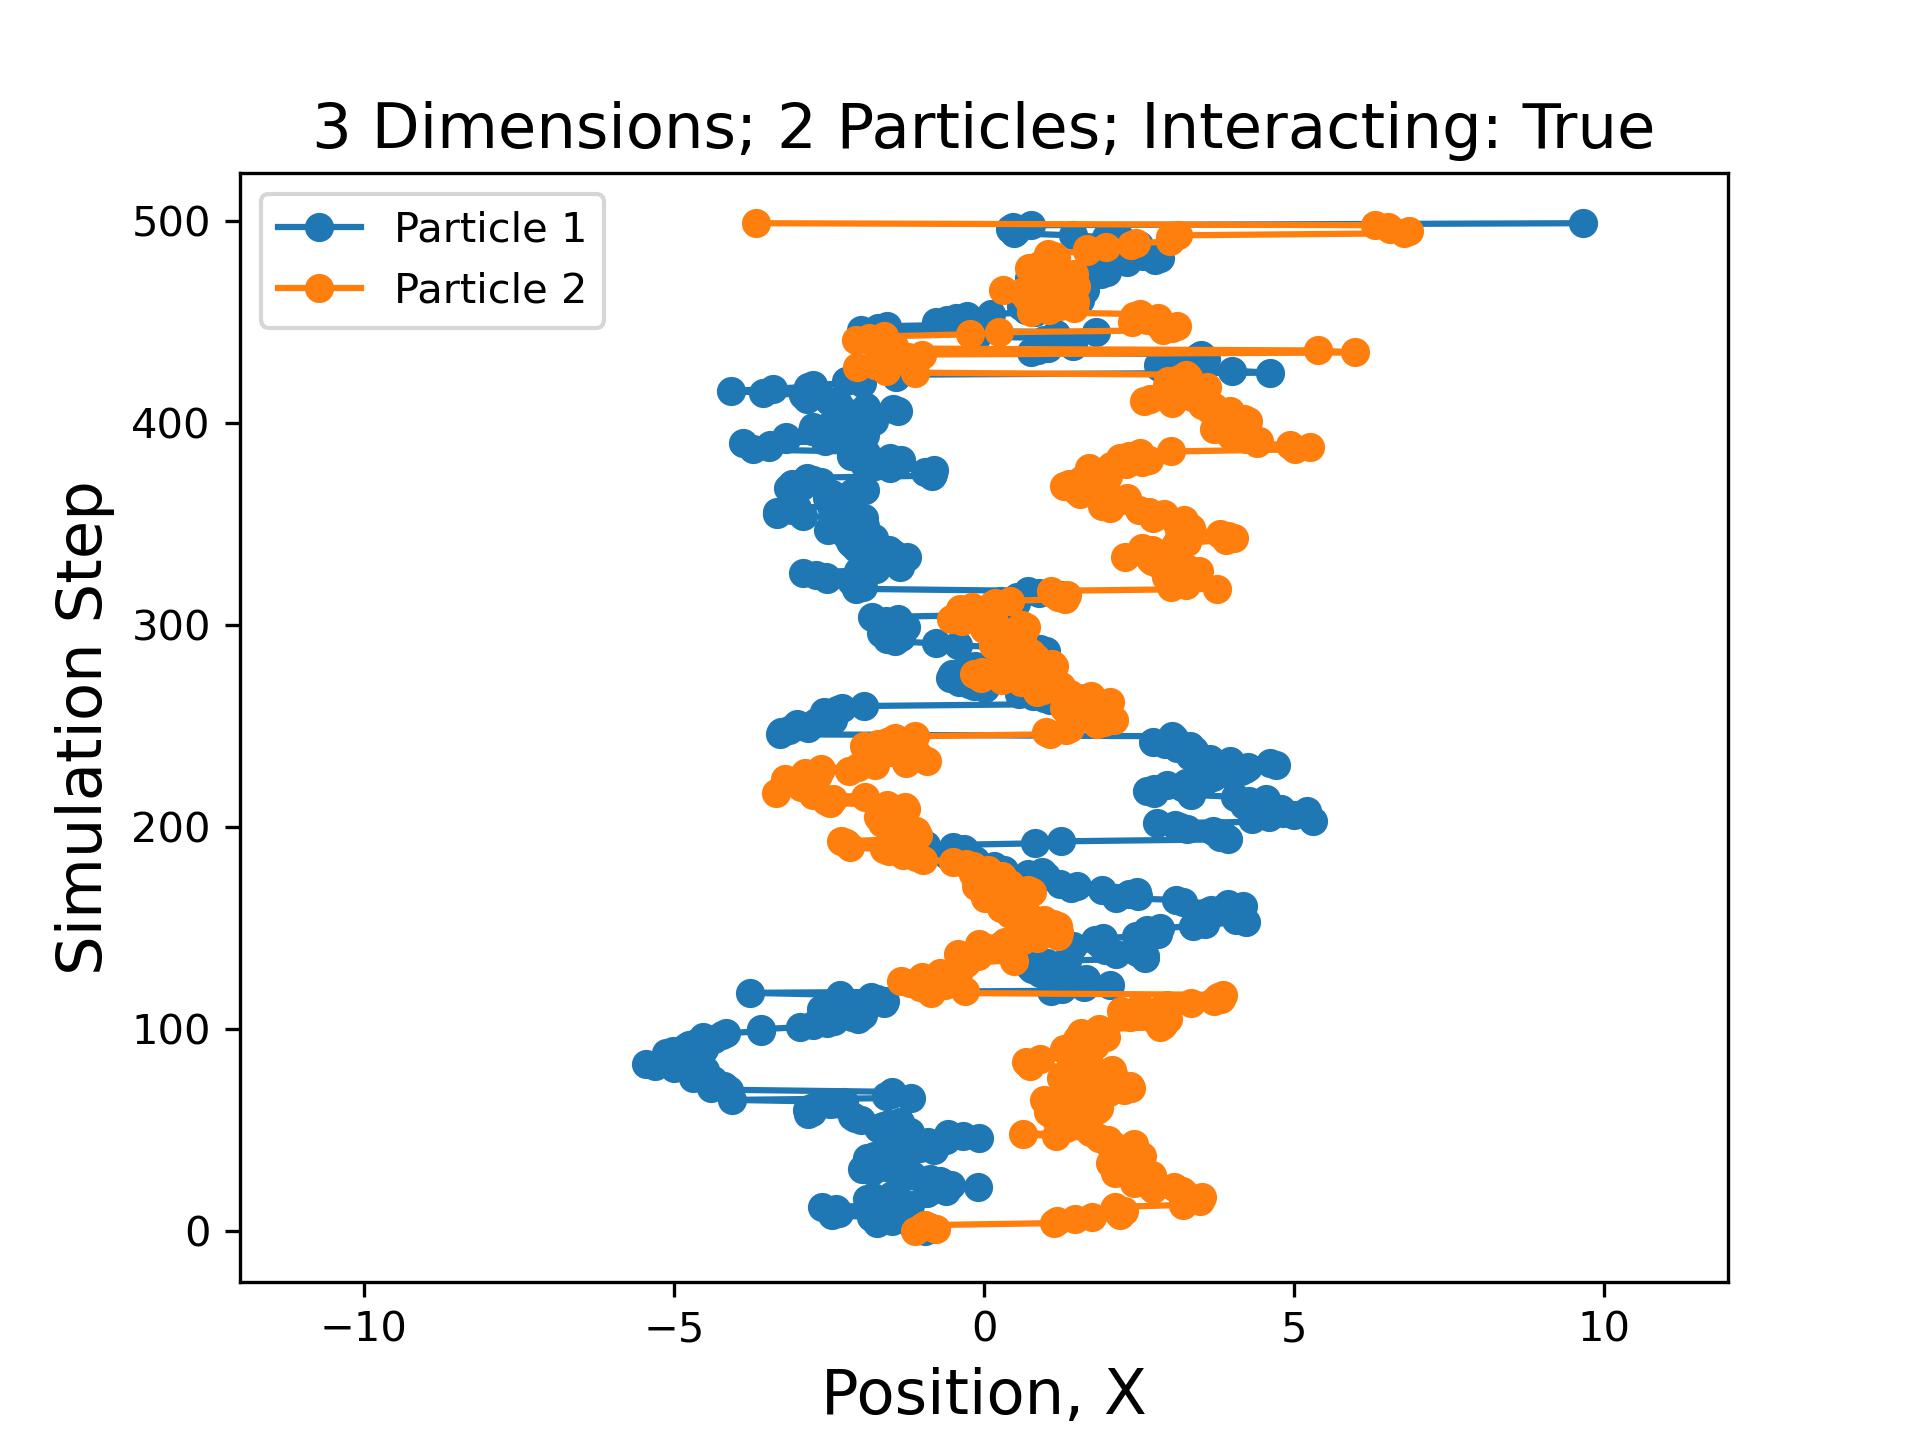 3 Dimensions; 2 Particles; Interacting: True
Particle 1
Particle 2
500
400
300
200
100
0
Simulation Step
−10
−5
0
5
10
Position, X